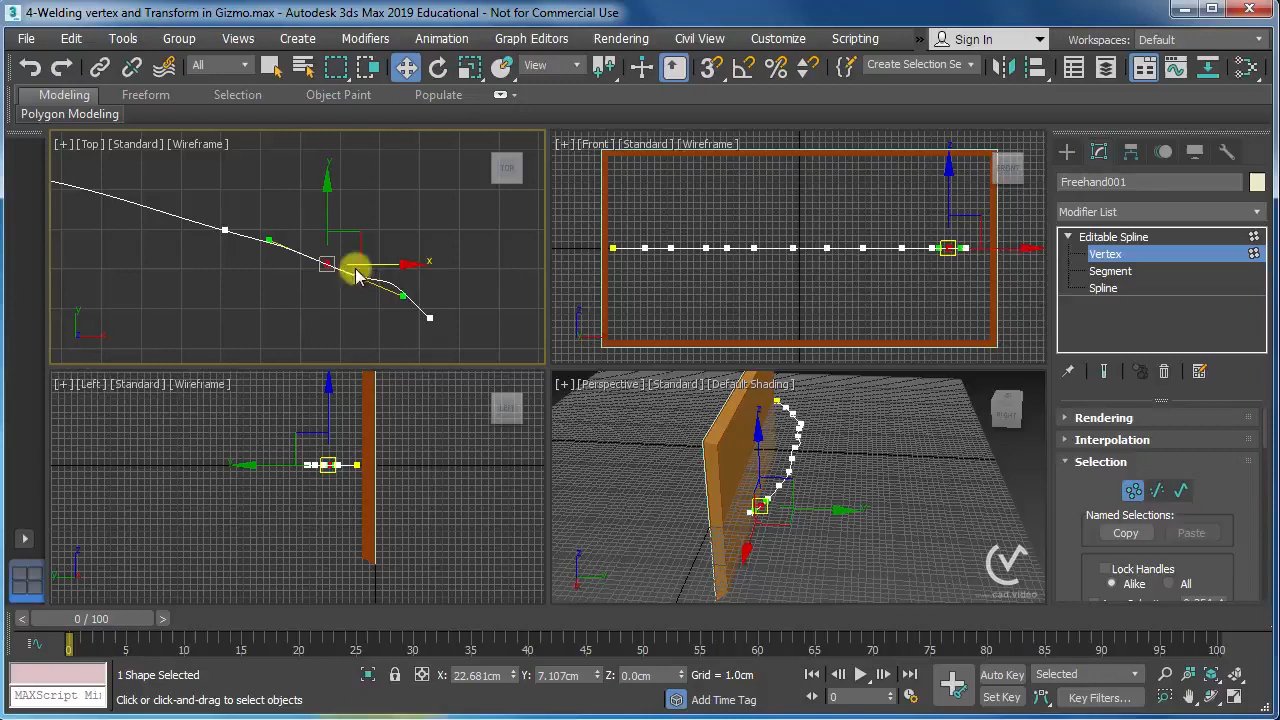 4-Welding vertex and Transform in Gizmo.max - Autodesk 3ds Max 2019 Educational - Not for Commercial Use
File Edit Tools Group Views Create Modifiers Animation Graph Editors Rendering Civil View Customize Scripting » Sign In Workspaces: Default
All View Create Selection Se
Modeling Freeform Selection Object Paint Populate
Polygon Modeling
[+] [Top] [Standard] [Wireframe]
TOP
y
x
[+] [Front] [Standard] [Wireframe]
FRONT
Freehand001
Modifier List
Editable Spline
Vertex
Segment
Spline
[+] [Left] [Standard] [Wireframe]
LEFT
[+] [Perspective] [Standard] [Default Shading]
RIGHT
Rendering
Interpolation
Selection
Named Selections:
Copy Paste
Lock Handles
Alike All
www.cad.video
< 0 / 100 >
0 5 10 15 20 25 30 35 40 45 50 55 60 65 70 75 80 85 90 95 100
1 Shape Selected X: 22.681cm Y: 7.107cm Z: 0.0cm Grid = 1.0cm Auto Key Selected
MAXScript Mi Click or click-and-drag to select objects Add Time Tag 0 Set Key Key Filters...